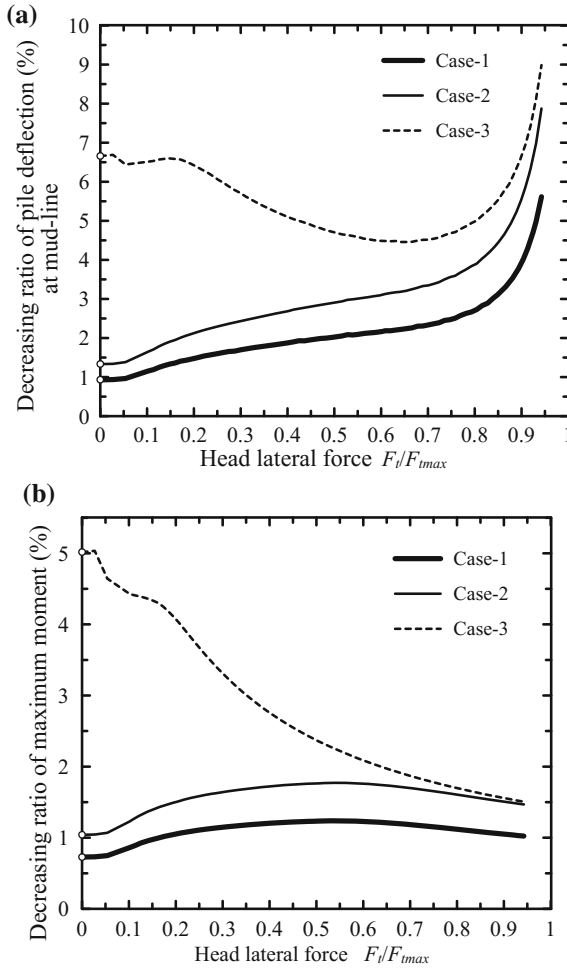 (a)
Decreasing ratio of pile deflection (%)
at mud-line
10
9
8
7
6
5
4
3
2
1
0
Case-1
Case-2
Case-3
0 0.1 0.2 0.3 0.4 0.5 0.6 0.7 0.8 0.9 1
Head lateral force Ft/Ftmax
(b)
Decreasing ratio of maximum moment (%)
5
4
3
2
1
0
Case-1
Case-2
Case-3
0 0.1 0.2 0.3 0.4 0.5 0.6 0.7 0.8 0.9 1
Head lateral force Ft/Ftmax